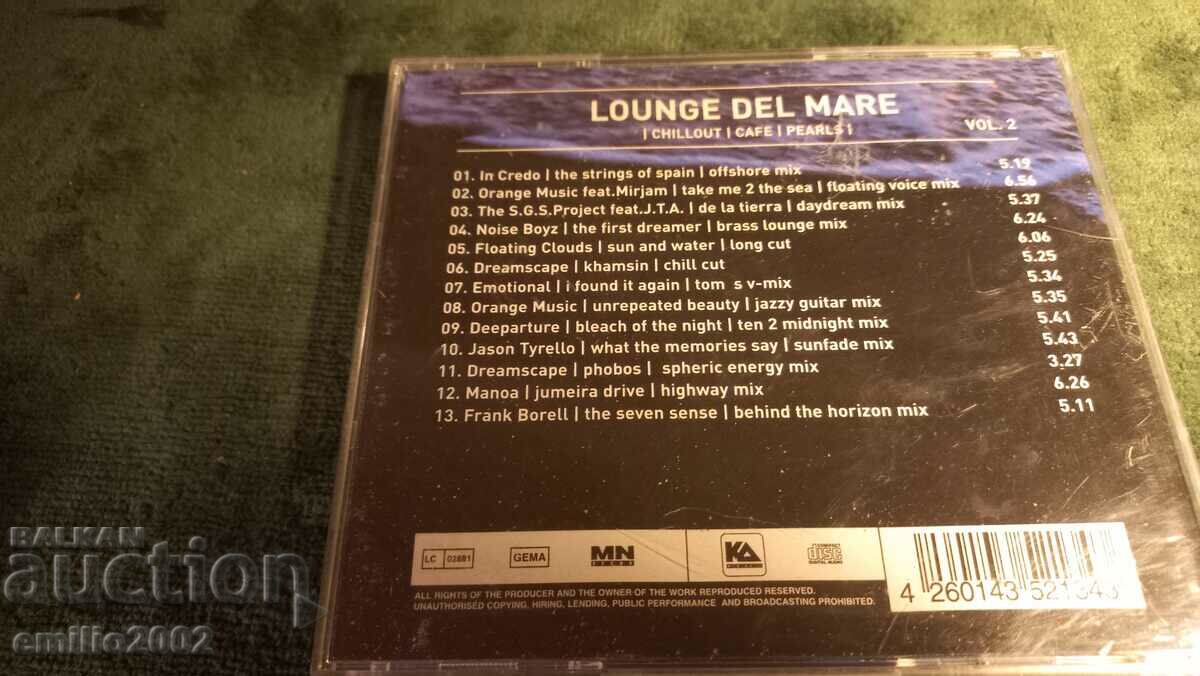 LOUNGE DEL MARE
| CHILLOUT | CAFE | PEARLS |
VOL. 2
01. In Credo | the strings of spain | offshore mix 5.19
02. Orange Music feat.Mirjam | take me 2 the sea | floating voice mix 6.56
03. The S.G.S.Project feat.J.T.A. | de la tierra | daydream mix 5.37
04. Noise Boyz | the first dreamer | brass lounge mix 6.24
05. Floating Clouds | sun and water | long cut 6.06
06. Dreamscape | khamsin | chill cut 5.25
07. Emotional | i found it again | tom s v-mix 5.34
08. Orange Music | unrepeated beauty | jazzy guitar mix 5.35
09. Deeparture | bleach of the night | ten 2 midnight mix 5.41
10. Jason Tyrello | what the memories say | sunfade mix 5.43
11. Dreamscape | phobos | spheric energy mix 3.27
12. Manoa | jumeira drive | highway mix 6.26
13. Frank Borell | the seven sense | behind the horizon mix 5.11
LC GEMA MN KA COMPACT disc DIGITAL AUDIO
ALL RIGHTS OF THE PRODUCER AND THE OWNER OF THE WORK REPRODUCED RESERVED.
UNAUTHORISED COPYING, HIRING, LENDING, PUBLIC PERFORMANCE AND BROADCASTING PROHIBITED.
4 260143 521343
BALKAN
auction
emilio2002